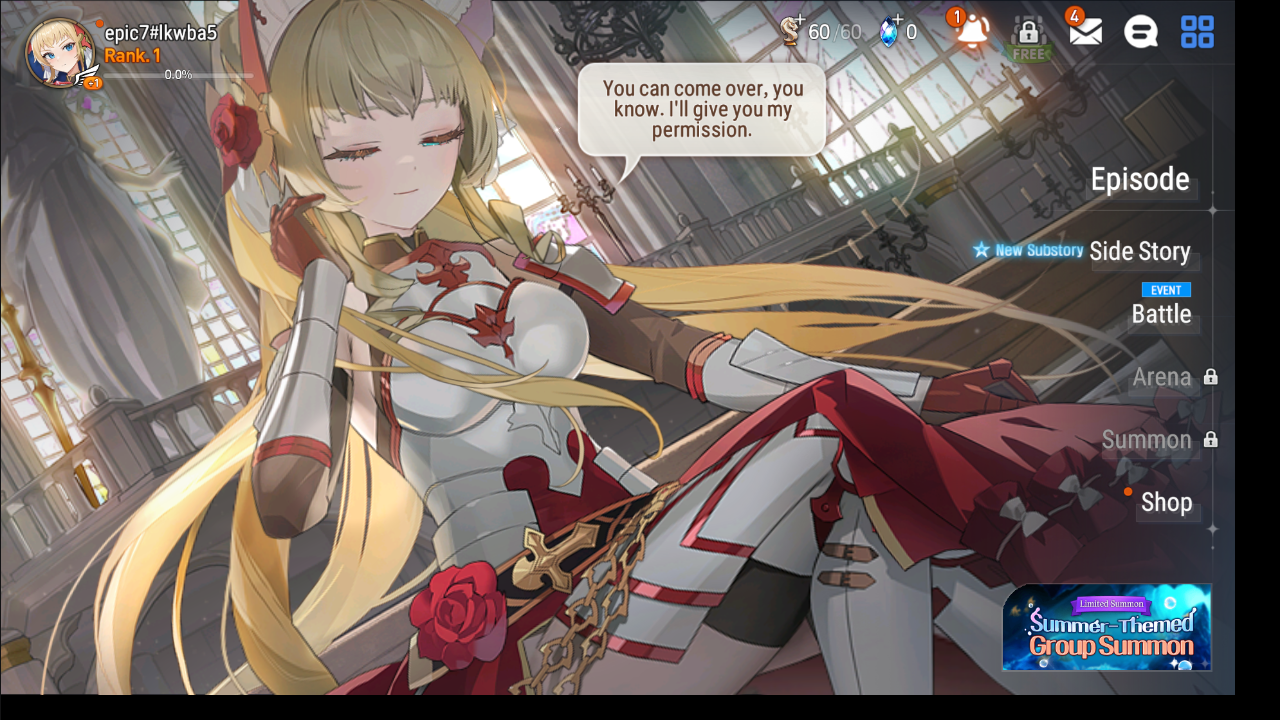 epic7#lkwba5
Rank. 1
0.0%
+1
60/60
0
1
FREE
4
You can come over, you
know. I'll give you my
permission.
Episode
New Substory
Side Story
EVENT
Battle
Arena
Summon
Shop
Limited Summon
Summer-Themed
Group Summon